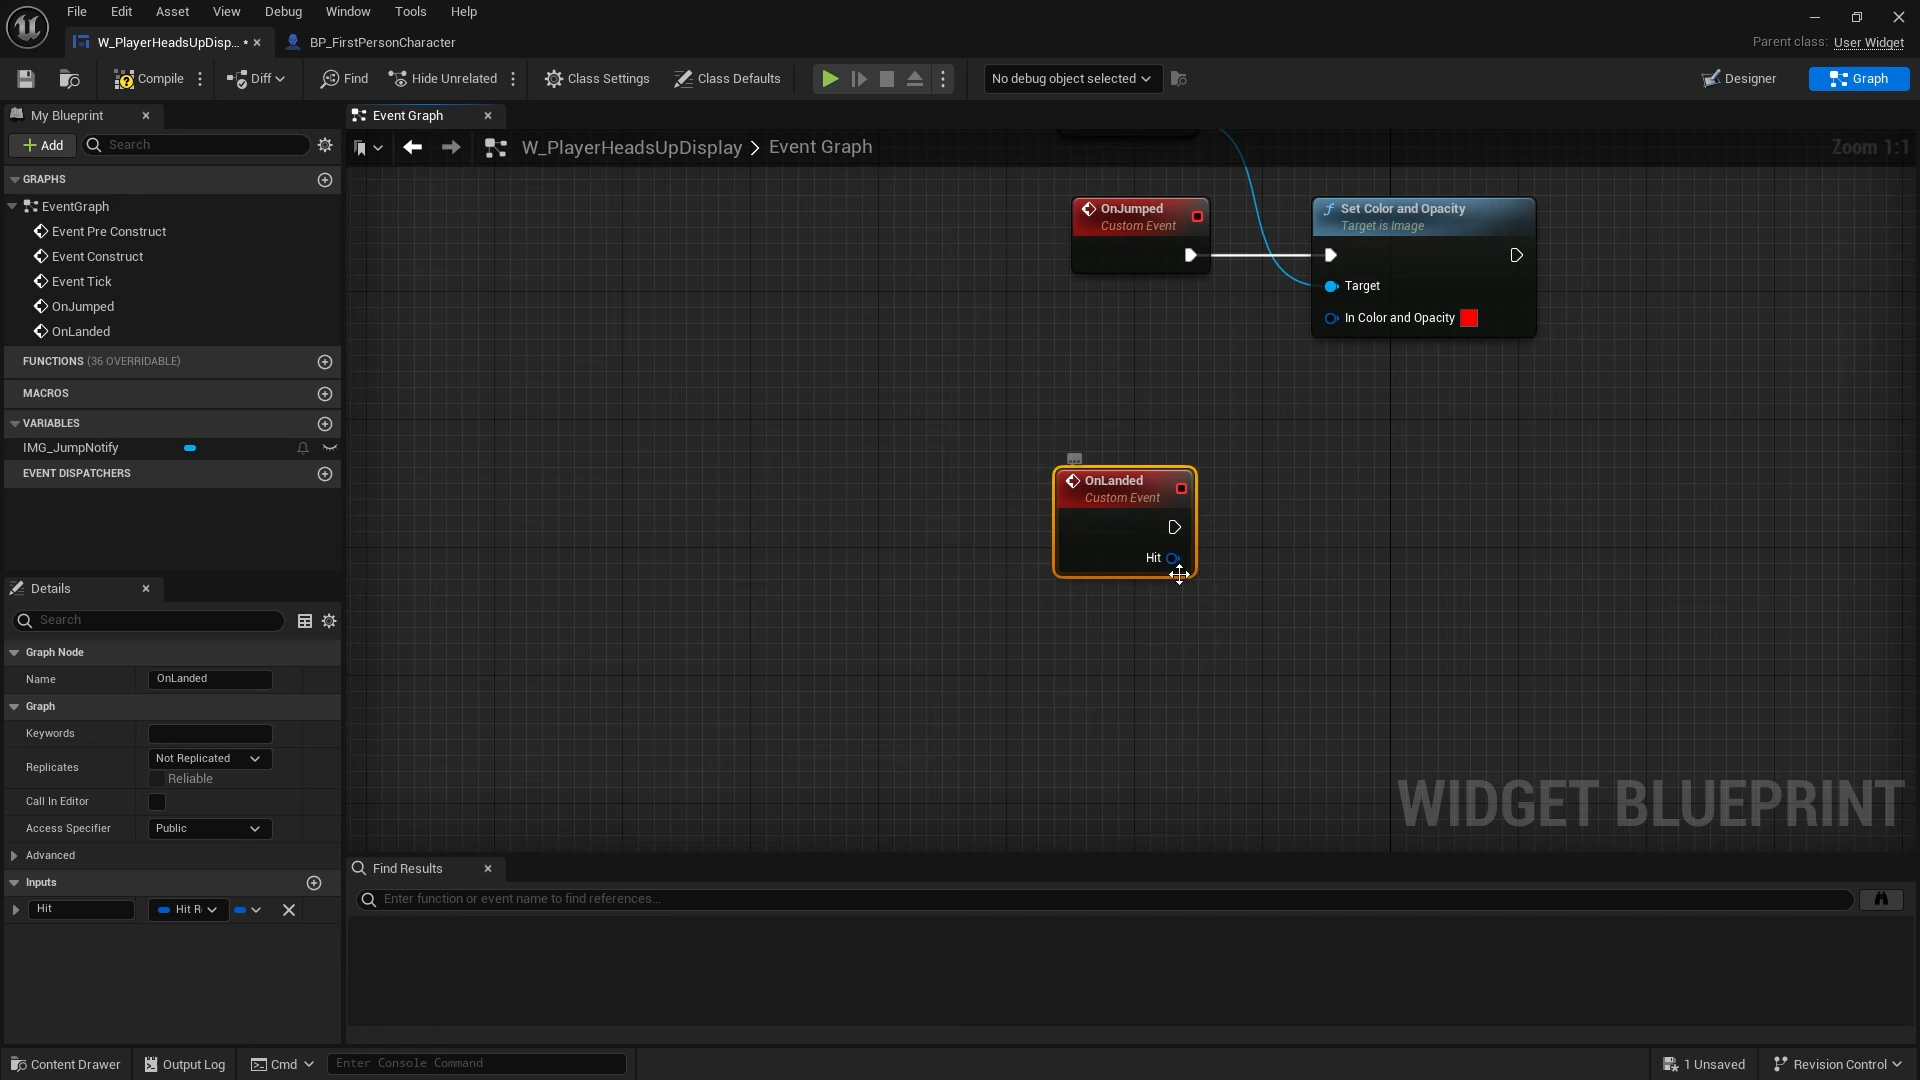 File Edit Asset View Debug Window Tools Help
W_PlayerHeadsUpDisp... • BP_FirstPersonCharacter Parent class: User Widget
Compile Diff Find Hide Unrelated Class Settings Class Defaults No debug object selected Designer Graph
My Blueprint
Add Search
GRAPHS
EventGraph
Event Pre Construct
Event Construct
Event Tick
OnJumped
OnLanded
FUNCTIONS (36 OVERRIDABLE)
MACROS
VARIABLES
IMG_JumpNotify
EVENT DISPATCHERS
Details
Search
Graph Node
Name OnLanded
Graph
Keywords
Replicates Not Replicated
Reliable
Call In Editor
Access Specifier Public
Advanced
Inputs
Hit Hit R
Event Graph
W_PlayerHeadsUpDisplay > Event Graph Zoom 1:1
OnJumped
Custom Event
Set Color and Opacity
Target is Image
Target
In Color and Opacity
OnLanded
Custom Event
Hit
WIDGET BLUEPRINT
Find Results
Enter function or event name to find references...
Content Drawer Output Log Cmd Enter Console Command 1 Unsaved Revision Control